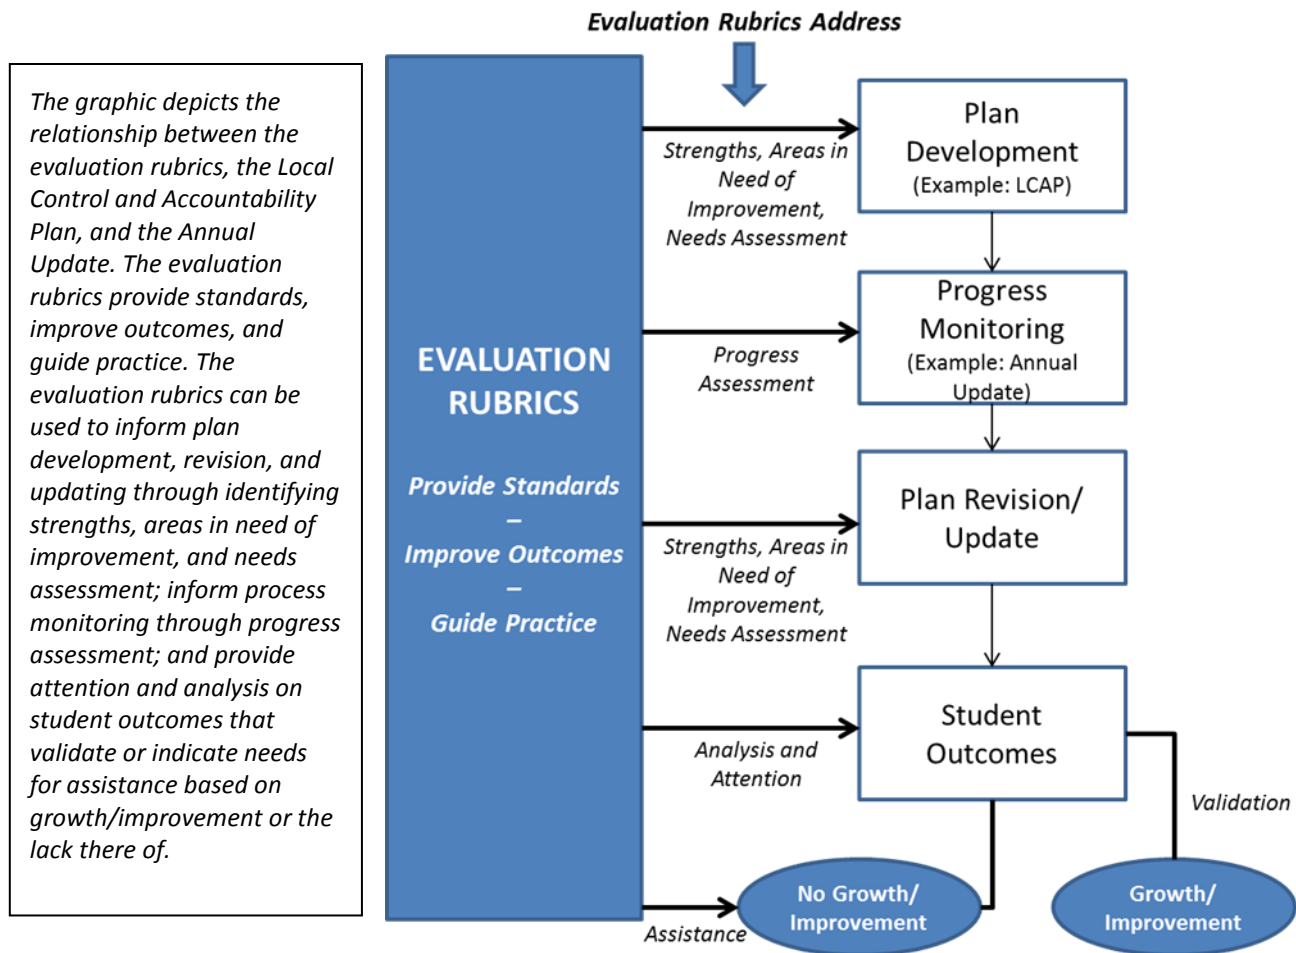 The graphic depicts the
relationship between the
evaluation rubrics, the Local
Control and Accountability
Plan, and the Annual
Update. The evaluation
rubrics provide standards,
improve outcomes, and
guide practice. The
evaluation rubrics can be
used to inform plan
development, revision, and
updating through identifying
strengths, areas in need of
improvement, and needs
assessment; inform process
monitoring through progress
assessment; and provide
attention and analysis on
student outcomes that
validate or indicate needs
for assistance based on
growth/improvement or the
lack there of.
Evaluation Rubrics Address
EVALUATION
RUBRICS
Provide Standards
–
Improve Outcomes
–
Guide Practice
Strengths, Areas in
Need of
Improvement,
Needs Assessment
Plan
Development
(Example: LCAP)
Progress
Assessment
Progress
Monitoring
(Example: Annual
Update)
Strengths, Areas in
Need of
Improvement,
Needs Assessment
Plan Revision/
Update
Analysis and
Attention
Student
Outcomes
Validation
Assistance
No Growth/
Improvement
Growth/
Improvement